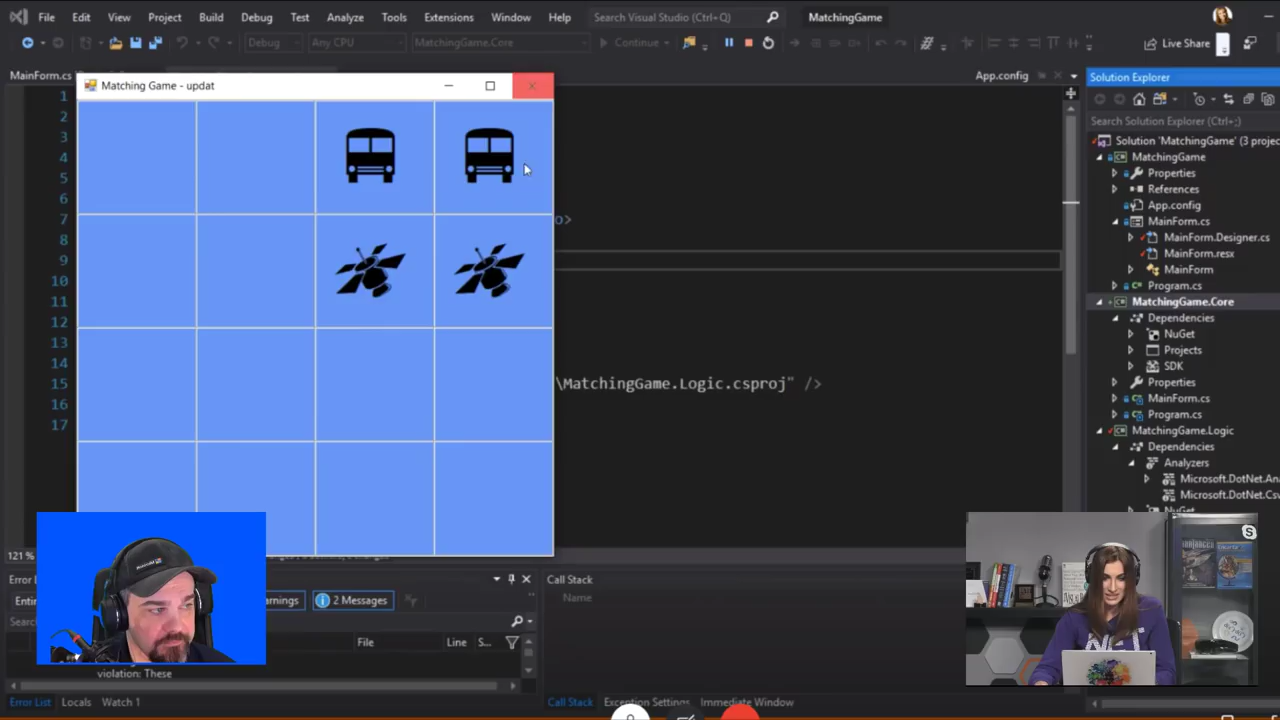 File Edit View Project Build Debug Test Analyze Tools Extensions Window Help Search Visual Studio (Ctrl+Q) MatchingGame
Debug Any CPU MatchingGame.Core Continue Live Share
MainForm.cs App.config
Matching Game - updat
1
2
3
4
5
6
7 o>
8
9
10
11
12
13
14
15 \MatchingGame.Logic.csproj" />
16
17
121 %
Solution Explorer
Search Solution Explorer (Ctrl+;)
Solution 'MatchingGame' (3 project
MatchingGame
Properties
References
App.config
MainForm.cs
MainForm.Designer.cs
MainForm.resx
MainForm
Program.cs
MatchingGame.Core
Dependencies
NuGet
Projects
SDK
Properties
MainForm.cs
Program.cs
MatchingGame.Logic
Dependencies
Analyzers
Microsoft.DotNet.Ana
Microsoft.DotNet.Csv
NuGet
Error
Entir
arnings 2 Messages
Searc
File Line S...
violation: These
Error List Locals Watch 1
Call Stack
Name
Call Stack Exception Settings Immediate Window
.NET